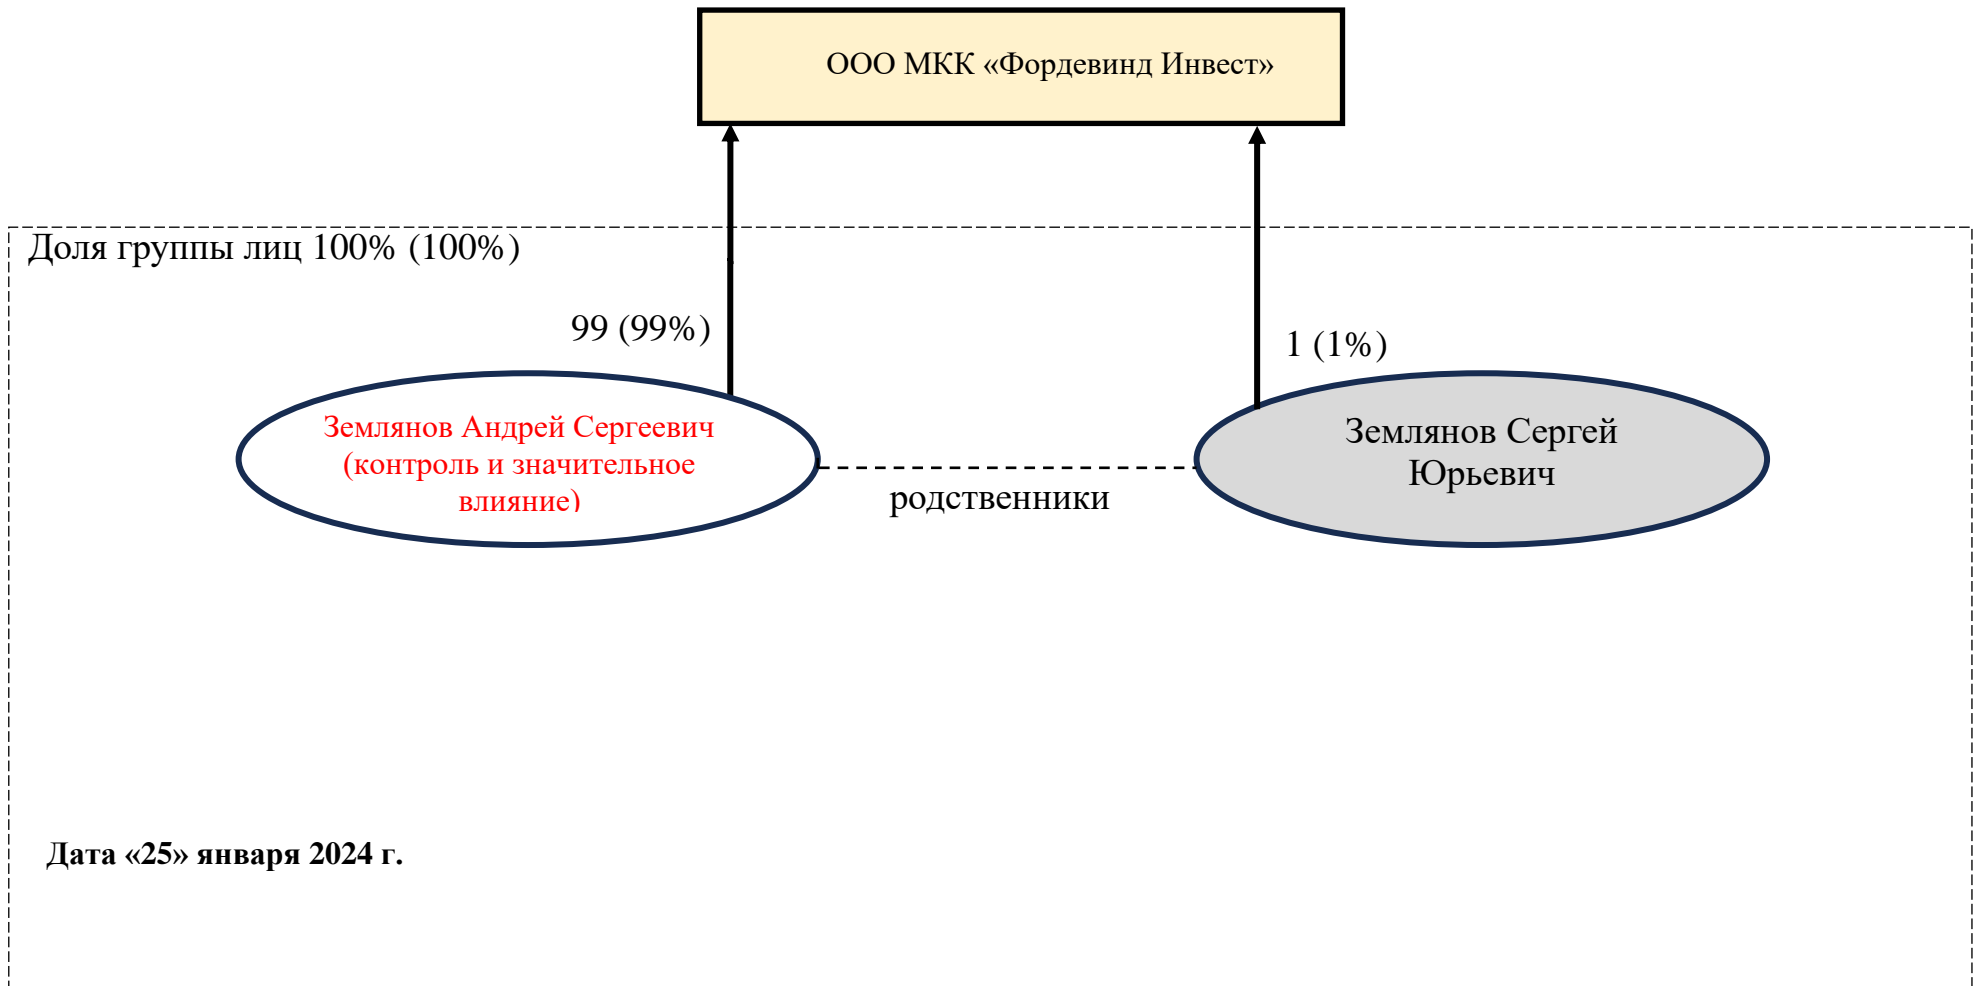 ООО МКК «Фордевинд Инвест»
Доля группы лиц 100% (100%)
99 (99%)
1 (1%)
Землянов Андрей Сергеевич
(контроль и значительное
влияние)
Землянов Сергей
Юрьевич
родственники
Дата «25» января 2024 г.